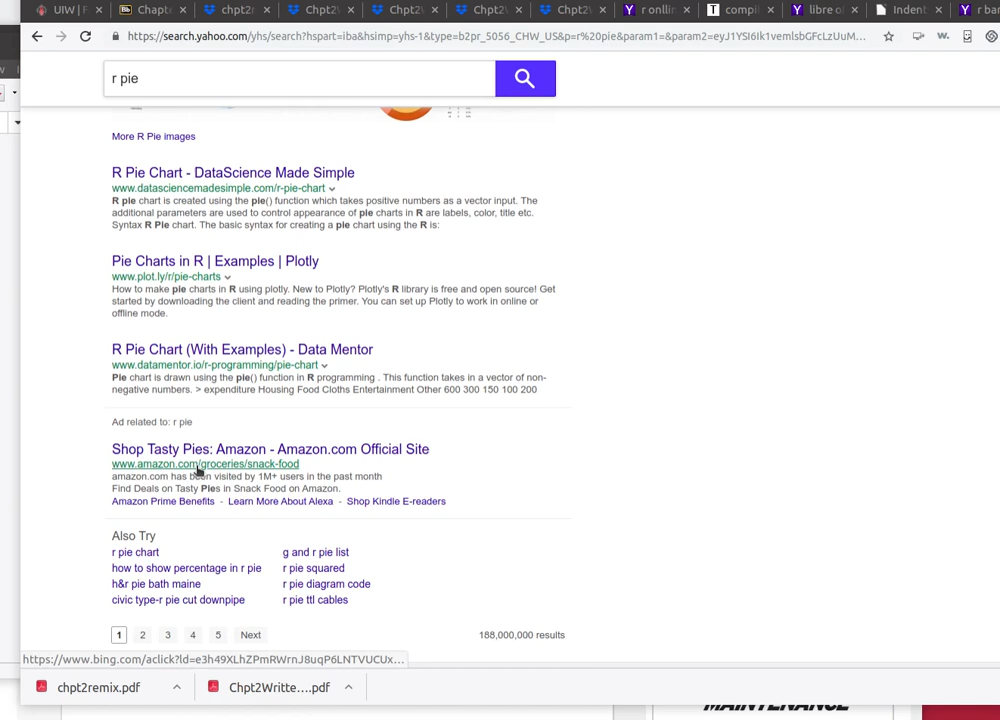 UIW | F
Chapte
chpt2r
Chpt2V
Chpt2V
Chpt2V
Chpt2V
r onlin
compil
libre o
Indent
r bar
https://search.yahoo.com/yhs/search?hspart=iba&hsimp=yhs-1&type=b2pr_5056_CHW_US&p=r%20pie&param1=&param2=eyJ1YSI6Ik1vemlsbGFcLzUuM...
r pie
More R Pie images
R Pie Chart - DataScience Made Simple
www.datasciencemadesimple.com/r-pie-chart
R pie chart is created using the pie() function which takes positive numbers as a vector input. The
additional parameters are used to control appearance of pie charts in R are labels, color, title etc.
Syntax R Pie chart. The basic syntax for creating a pie chart using the R is:
Pie Charts in R | Examples | Plotly
www.plot.ly/r/pie-charts
How to make pie charts in R using plotly. New to Plotly? Plotly's R library is free and open source! Get
started by downloading the client and reading the primer. You can set up Plotly to work in online or
offline mode.
R Pie Chart (With Examples) - Data Mentor
www.datamentor.io/r-programming/pie-chart
Pie chart is drawn using the pie() function in R programming . This function takes in a vector of non-
negative numbers. > expenditure Housing Food Cloths Entertainment Other 600 300 150 100 200
Ad related to: r pie
Shop Tasty Pies: Amazon - Amazon.com Official Site
www.amazon.com/groceries/snack-food
amazon.com has been visited by 1M+ users in the past month
Find Deals on Tasty Pies in Snack Food on Amazon.
Amazon Prime Benefits - Learn More About Alexa - Shop Kindle E-readers
Also Try
r pie chart
how to show percentage in r pie
h&r pie bath maine
civic type-r pie cut downpipe
g and r pie list
r pie squared
r pie diagram code
r pie ttl cables
1 2 3 4 5 Next
188,000,000 results
https://www.bing.com/aclick?ld=e3h49XLhZPmRWrnJ8uqP6LNTVUCUx...
chpt2remix.pdf
Chpt2Writte....pdf
MAINTENANCE